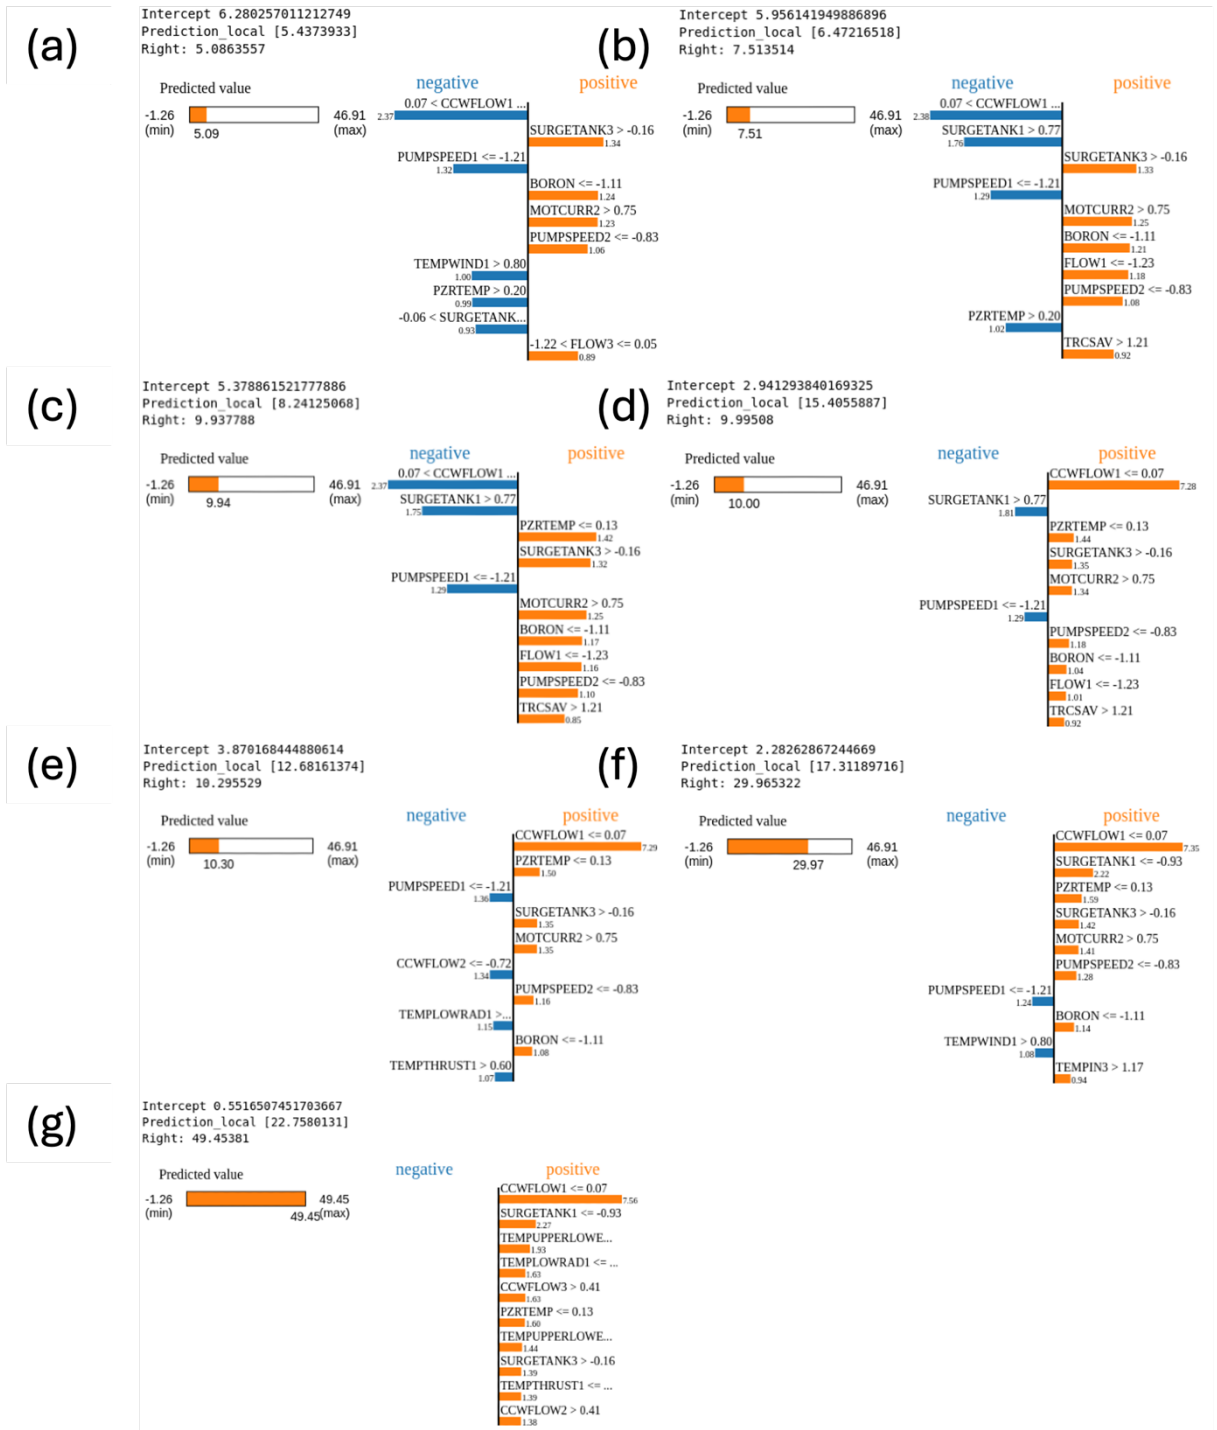 (a)
Intercept 6.280257011212749
Prediction_local [5.4373933]
Right: 5.0863557
Predicted value
-1.26
(min)
5.09
46.91
(max)
negative
positive
0.07 < CCWFLOW1 ...
2.37
SURGETANK3 > -0.16
1.34
PUMPSPEED1 <= -1.21
1.32
BORON <= -1.11
1.24
MOTCURR2 > 0.75
1.23
PUMPSPEED2 <= -0.83
1.06
TEMPWIND1 > 0.80
1.00
PZRTEMP > 0.20
0.99
-0.06 < SURGETANK...
0.93
-1.22 < FLOW3 <= 0.05
0.89
(b)
Intercept 5.956141949886896
Prediction_local [6.47216518]
Right: 7.513514
Predicted value
-1.26
(min)
7.51
46.91
(max)
negative
positive
0.07 < CCWFLOW1 ...
2.38
SURGETANK1 > 0.77
1.76
SURGETANK3 > -0.16
1.33
PUMPSPEED1 <= -1.21
1.29
MOTCURR2 > 0.75
1.25
BORON <= -1.11
1.21
FLOW1 <= -1.23
1.18
PUMPSPEED2 <= -0.83
1.08
PZRTEMP > 0.20
1.02
TRCSAV > 1.21
0.92
(c)
Intercept 5.378861521777886
Prediction_local [8.24125068]
Right: 9.937788
Predicted value
-1.26
(min)
9.94
46.91
(max)
negative
positive
0.07 < CCWFLOW1 ...
2.37
SURGETANK1 > 0.77
1.75
PZRTEMP <= 0.13
1.42
SURGETANK3 > -0.16
1.32
PUMPSPEED1 <= -1.21
1.29
MOTCURR2 > 0.75
1.25
BORON <= -1.11
1.17
FLOW1 <= -1.23
1.16
PUMPSPEED2 <= -0.83
1.10
TRCSAV > 1.21
0.85
(d)
Intercept 2.941293840169325
Prediction_local [15.4055887]
Right: 9.99508
Predicted value
-1.26
(min)
10.00
46.91
(max)
negative
positive
CCWFLOW1 <= 0.07
7.28
SURGETANK1 > 0.77
1.81
PZRTEMP <= 0.13
1.44
SURGETANK3 > -0.16
1.35
MOTCURR2 > 0.75
1.34
PUMPSPEED1 <= -1.21
1.29
PUMPSPEED2 <= -0.83
1.18
BORON <= -1.11
1.04
FLOW1 <= -1.23
1.01
TRCSAV > 1.21
0.92
(e)
Intercept 3.870168444880614
Prediction_local [12.68161374]
Right: 10.295529
Predicted value
-1.26
(min)
10.30
46.91
(max)
negative
positive
CCWFLOW1 <= 0.07
7.29
PZRTEMP <= 0.13
1.50
PUMPSPEED1 <= -1.21
1.36
SURGETANK3 > -0.16
1.35
MOTCURR2 > 0.75
1.35
CCWFLOW2 <= -0.72
1.34
PUMPSPEED2 <= -0.83
1.16
TEMPLOWRAD1 >...
1.15
BORON <= -1.11
1.08
TEMPTHRUST1 > 0.60
1.07
(f)
Intercept 2.28262867244669
Prediction_local [17.31189716]
Right: 29.965322
Predicted value
-1.26
(min)
29.97
46.91
(max)
negative
positive
CCWFLOW1 <= 0.07
7.35
SURGETANK1 <= -0.93
2.22
PZRTEMP <= 0.13
1.59
SURGETANK3 > -0.16
1.42
MOTCURR2 > 0.75
1.41
PUMPSPEED2 <= -0.83
1.28
PUMPSPEED1 <= -1.21
1.24
BORON <= -1.11
1.14
TEMPWIND1 > 0.80
1.08
TEMPIN3 > 1.17
0.94
(g)
Intercept 0.5516507451703667
Prediction_local [22.7580131]
Right: 49.45381
Predicted value
-1.26
(min)
49.45
49.45
(max)
negative
positive
CCWFLOW1 <= 0.07
7.56
SURGETANK1 <= -0.93
2.27
TEMPUPPERLOWE...
1.93
TEMPLOWRAD1 <= ...
1.63
CCWFLOW3 > 0.41
1.63
PZRTEMP <= 0.13
1.60
TEMPUPPERLOWE...
1.44
SURGETANK3 > -0.16
1.39
TEMPTHRUST1 <= ...
1.39
CCWFLOW2 > 0.41
1.38